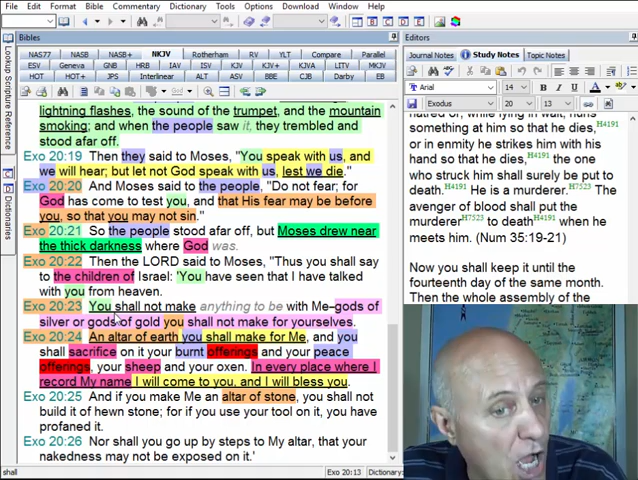 File Edit Bible Commentary Dictionary Tools Options Download Window Help
Bibles
NAS77 NASB NASB+ NKJV Rotherham RV YLT Compare Parallel
ESV Geneva GNB HRB IAV ISV JUB KJV KJV+ KJVA LTTV MKJV
HOT+ HOT+ JPS Interlinear ALT ASV BBE CJB Darby EB
lightning flashes, the sound of the trumpet, and the mountain
smoking; and when the people saw it, they trembled and
stood afar off.
Exo 20:19 Then they said to Moses, "You speak with us, and
we will hear; but let not God speak with us, lest we die."
Exo 20:20 And Moses said to the people, "Do not fear; for
God has come to test you, and that His fear may be before
you, so that you may not sin."
Exo 20:21 So the people stood afar off, but Moses drew near
the thick darkness where God was.
Exo 20:22 Then the LORD said to Moses, "Thus you shall say
to the children of Israel: 'You have seen that I have talked
with you from heaven.
Exo 20:23 You shall not make anything to be with Me–gods of
silver or gods of gold you shall not make for yourselves.
Exo 20:24 An altar of earth you shall make for Me, and you
shall sacrifice on it your burnt offerings and your peace
offerings, your sheep and your oxen. In every place where I
record My name I will come to you, and I will bless you.
Exo 20:25 And if you make Me an altar of stone, you shall not
build it of hewn stone; for if you use your tool on it, you have
profaned it.
Exo 20:26 Nor shall you go up by steps to My altar, that your
nakedness may not be exposed on it.'
shall
Exo 20:13
Dictionary:
Lookup Scripture Reference
Dictionaries
Editors
Journal Notes Study Notes Topic Notes
Arial 14 B I U A
Exodus 20 13
something at him so that he dies,H4191
or in enmity he strikes him with his
hand so that he dies,H4191 the one
who struck him shall surely be put to
death.H4191 He is a murderer.H7523 The
avenger of blood shall put the
murdererH7523 to deathH4191 when he
meets him. (Num 35:19-21)
Now you shall keep it until the
fourteenth day of the same month.
Then the whole assembly of the